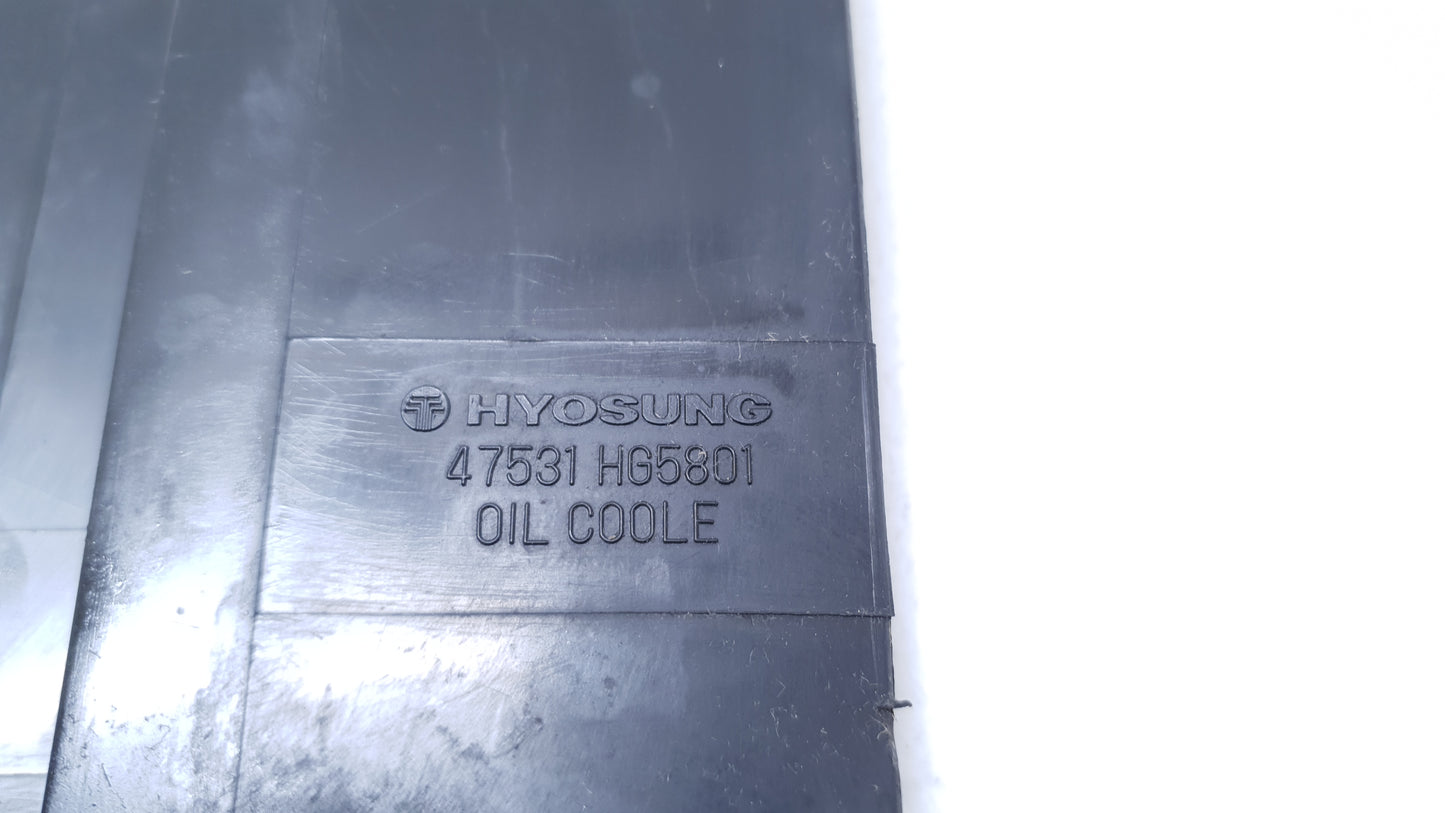 HYOSUNG
47531 HG5801
OIL COOLE